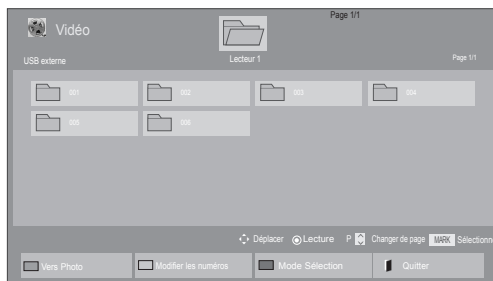 Page 1/1
Vidéo
Lecteur 1
USB externe
Page 1/1
001 002 003 004
005 006
Déplacer Lecture P Changer de page MARK Sélectionn
Vers Photo Modifier les numéros Mode Sélection Quitter